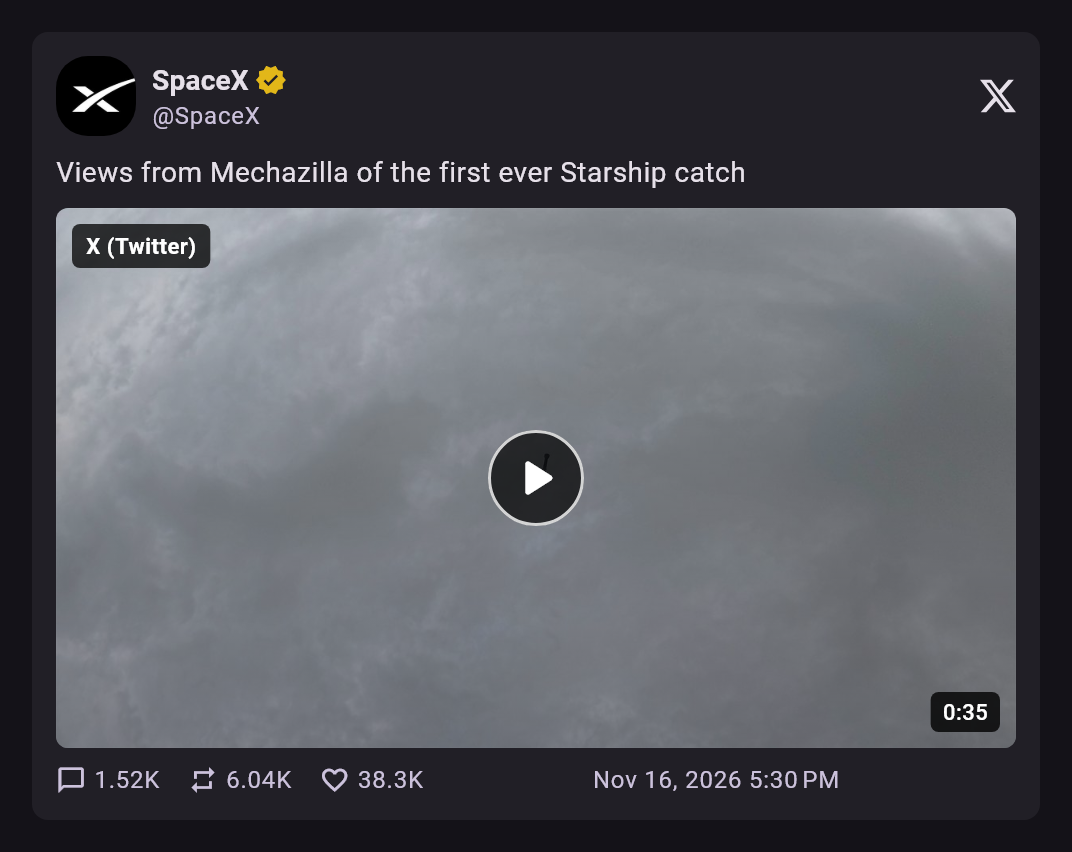 SpaceX
@SpaceX
Views from Mechazilla of the first ever Starship catch
X (Twitter)
0:35
1.52K 6.04K 38.3K Nov 16, 2026 5:30 PM